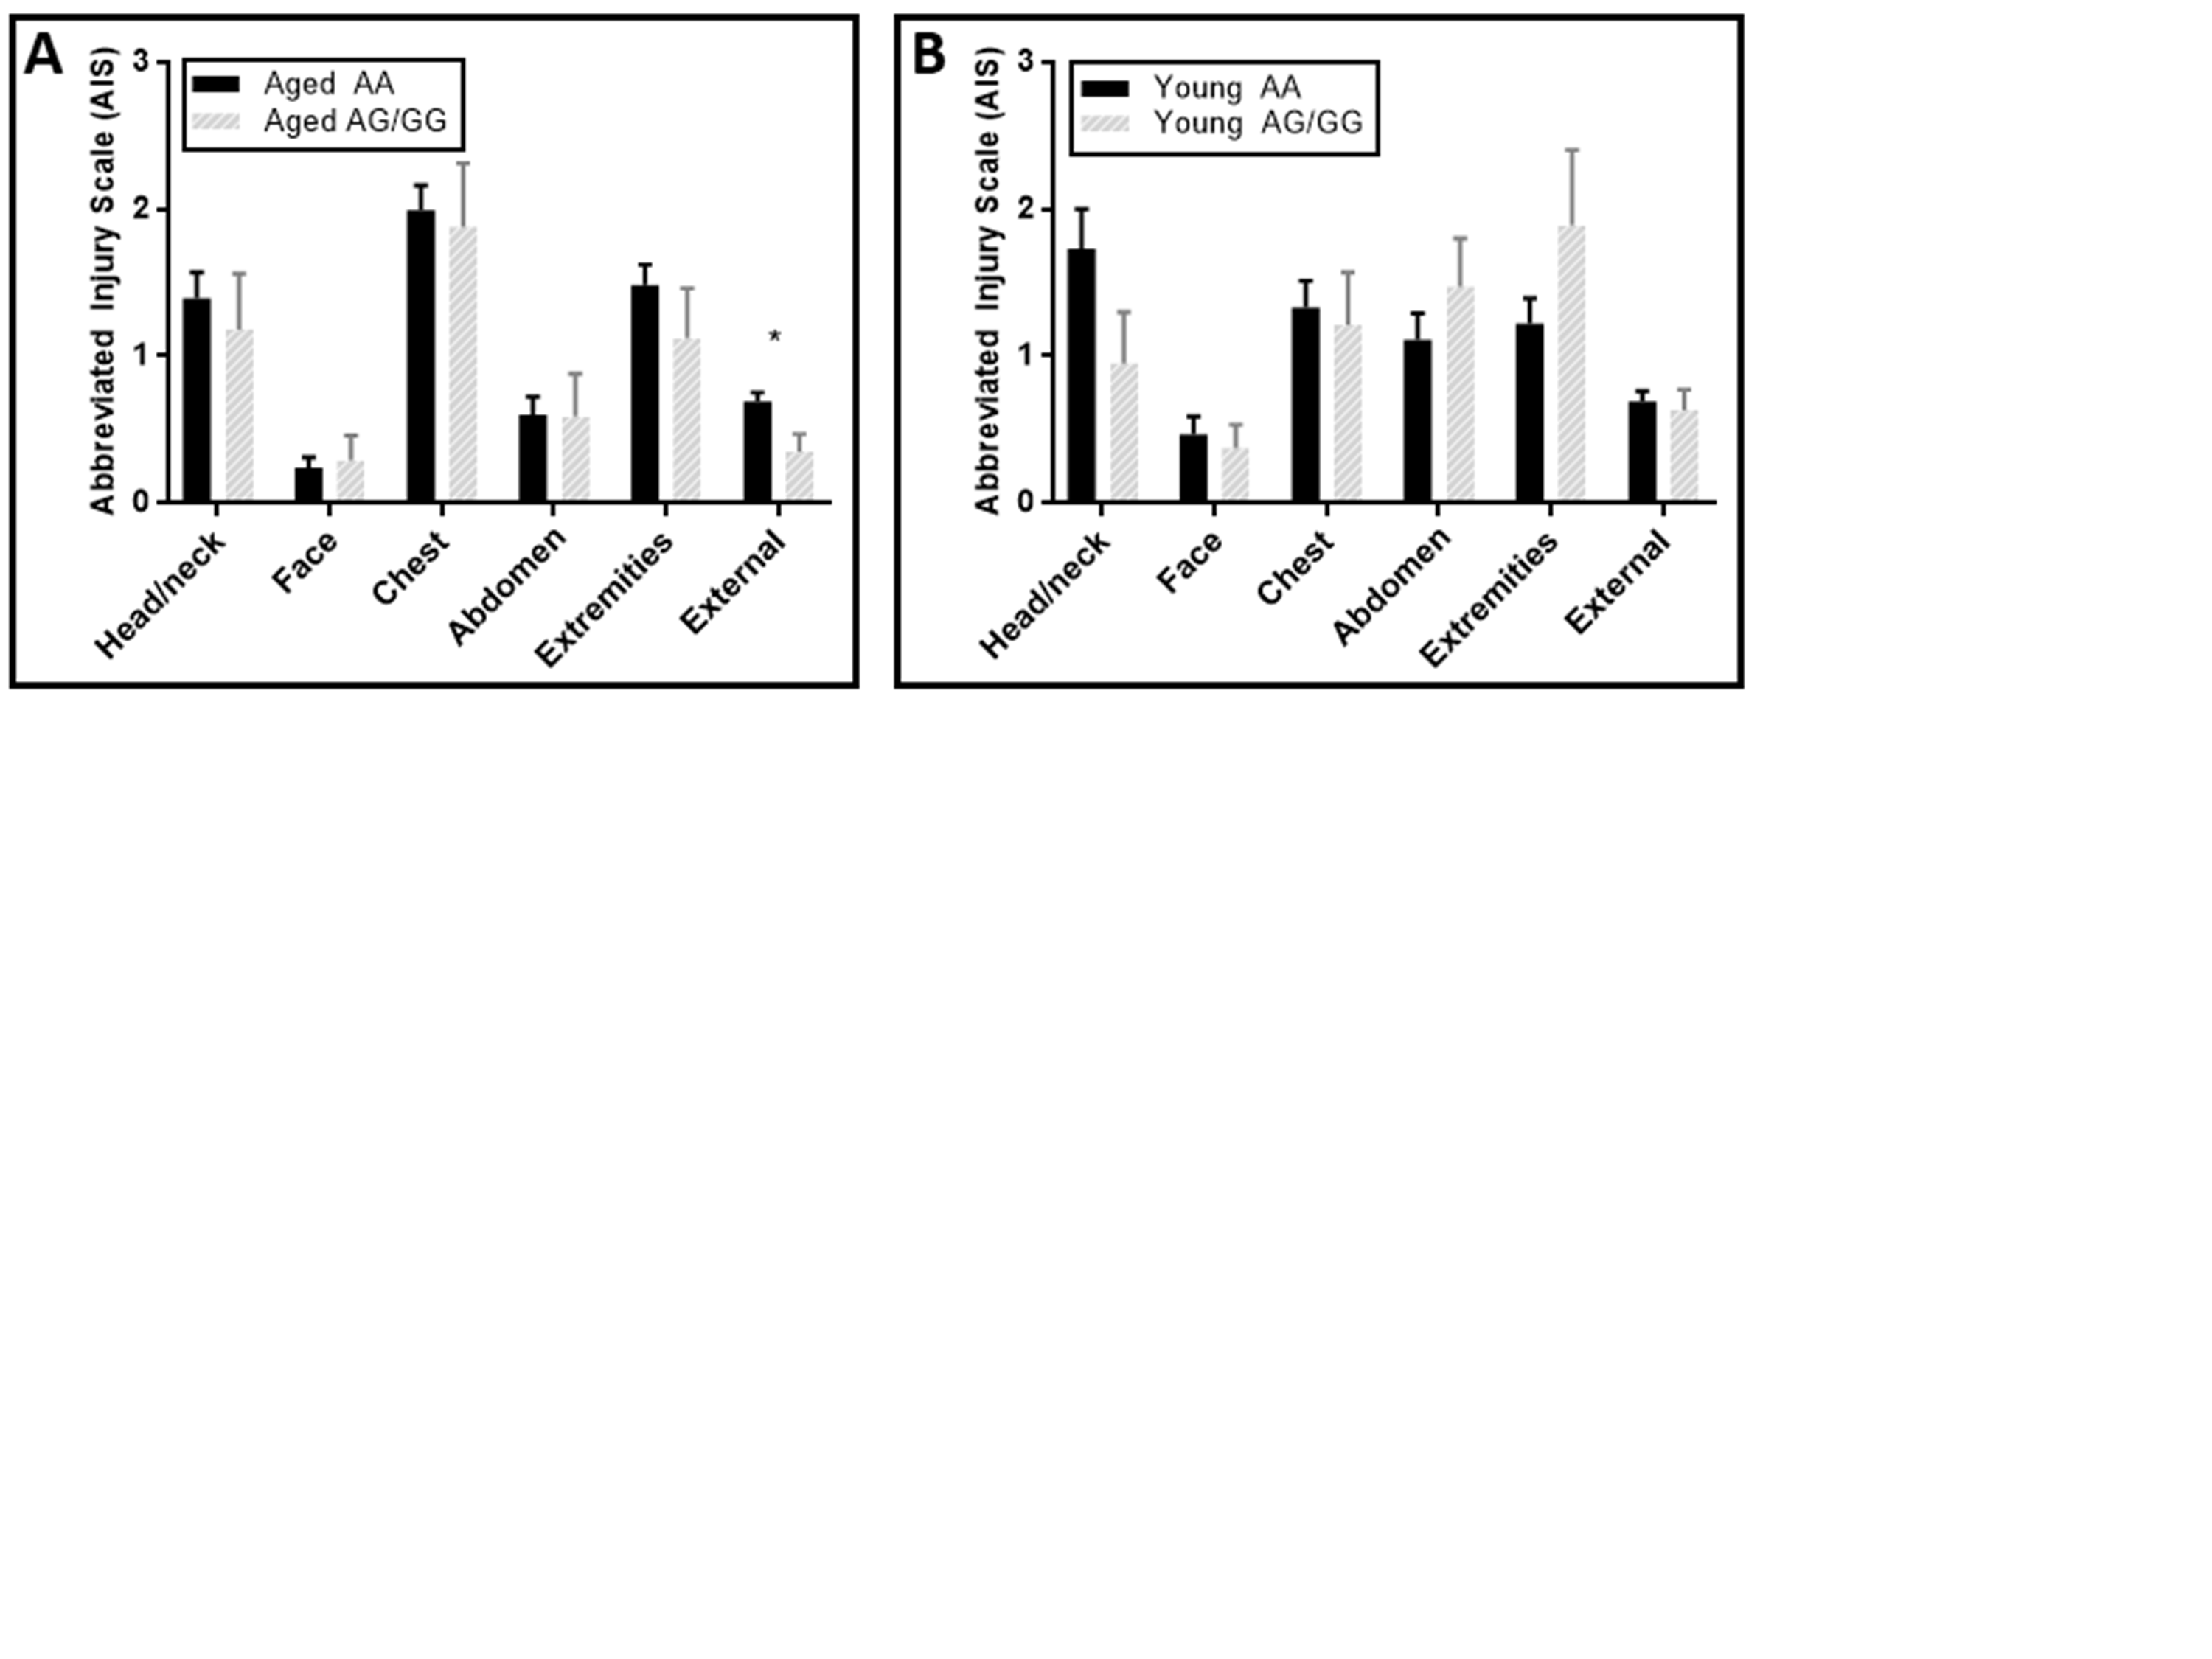 A
Abbreviated Injury Scale (AIS)
3
2
1
0
Aged AA
Aged AG/GG
*
Head/neck
Face
Chest
Abdomen
Extremities
External
B
Abbreviated Injury Scale (AIS)
3
2
1
0
Young AA
Young AG/GG
Head/neck
Face
Chest
Abdomen
Extremities
External